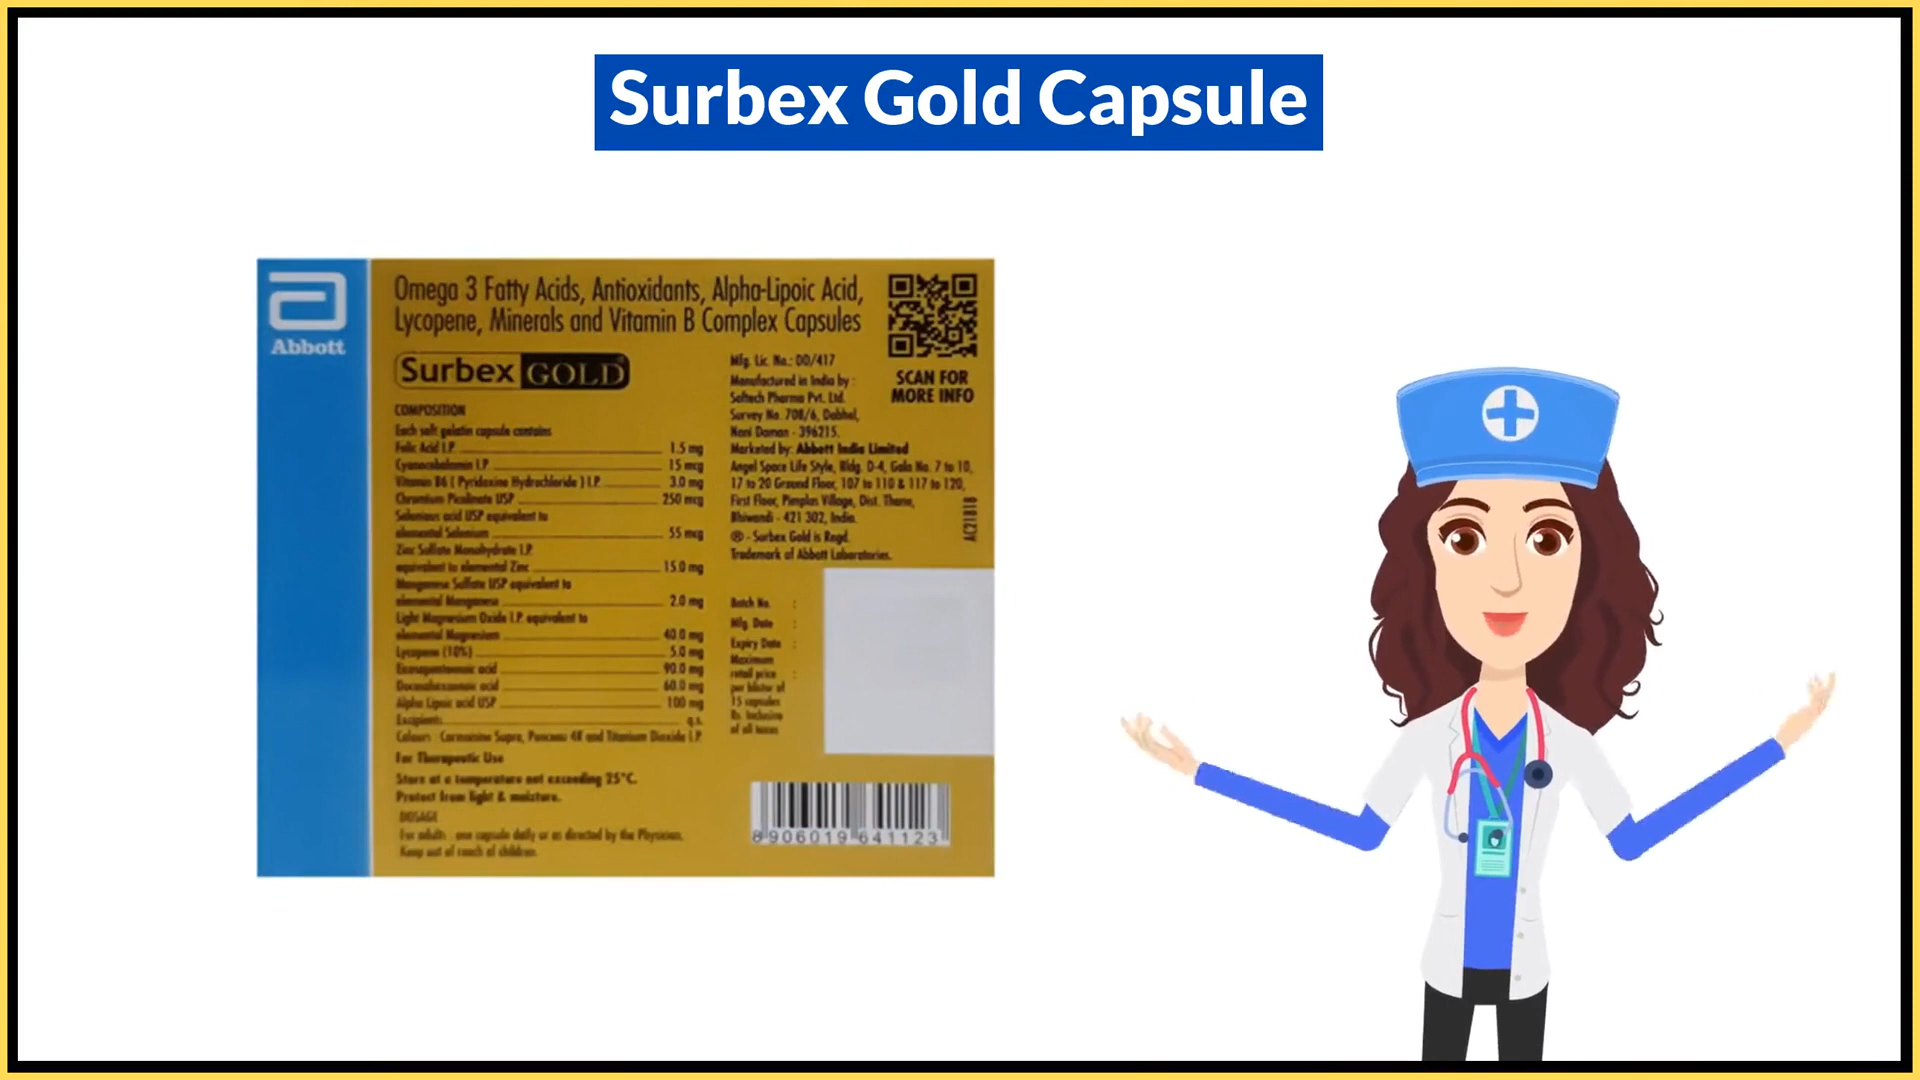 Surbex Gold Capsule
Abbott
Omega 3 Fatty Acids, Antioxidants, Alpha-Lipoic Acid,
Lycopene, Minerals and Vitamin B Complex Capsules
Surbex GOLD®
COMPOSITION
Each soft gelatin capsule contains
Folic Acid I.P. 1.5 mg
Cyanocobalamin I.P. 15 mcg
Vitamin B6 ( Pyridoxine Hydrochloride ) I.P. 3.0 mg
Chromium Picolinate USP 250 mcg
Selenious acid USP equivalent to
elemental Selenium 55 mcg
Zinc Sulfate Monohydrate I.P.
equivalent to elemental Zinc 15.0 mg
Manganese Sulfate USP equivalent to
elemental Manganese 2.0 mg
Light Magnesium Oxide I.P. equivalent to
elemental Magnesium 40.0 mg
Lycopene (10%) 5.0 mg
Eicosapentaenoic acid 90.0 mg
Docosahexaenoic acid 60.0 mg
Alpha Lipoic acid USP 100 mg
Excipients q.s.
Colours : Carmoisine Supra, Ponceau 4R and Titanium Dioxide I.P.
For Therapeutic Use
Store at a temperature not exceeding 25°C.
Protect from light & moisture.
DOSAGE
For adults : one capsule daily or as directed by the Physician.
Keep out of reach of children.
Mfg. Lic. No.: DD/417
Manufactured in India by :
Softech Pharma Pvt. Ltd.
Survey No. 708/6, Dabhel,
Nani Daman - 396215.
Marketed by: Abbott India Limited
Angel Space Life Style, Bldg. D-4, Gala No. 7 to 10,
17 to 20 Ground Floor, 107 to 110 & 117 to 120,
First Floor, Pimplas Village, Dist. Thane,
Bhiwandi - 421 302, India.
® - Surbex Gold is Regd.
Trademark of Abbott Laboratories.
SCAN FOR
MORE INFO
Batch No. :
Mfg. Date :
Expiry Date :
Maximum
retail price :
per blister of
15 capsules
Rs. Inclusive
of all taxes
8906019641123